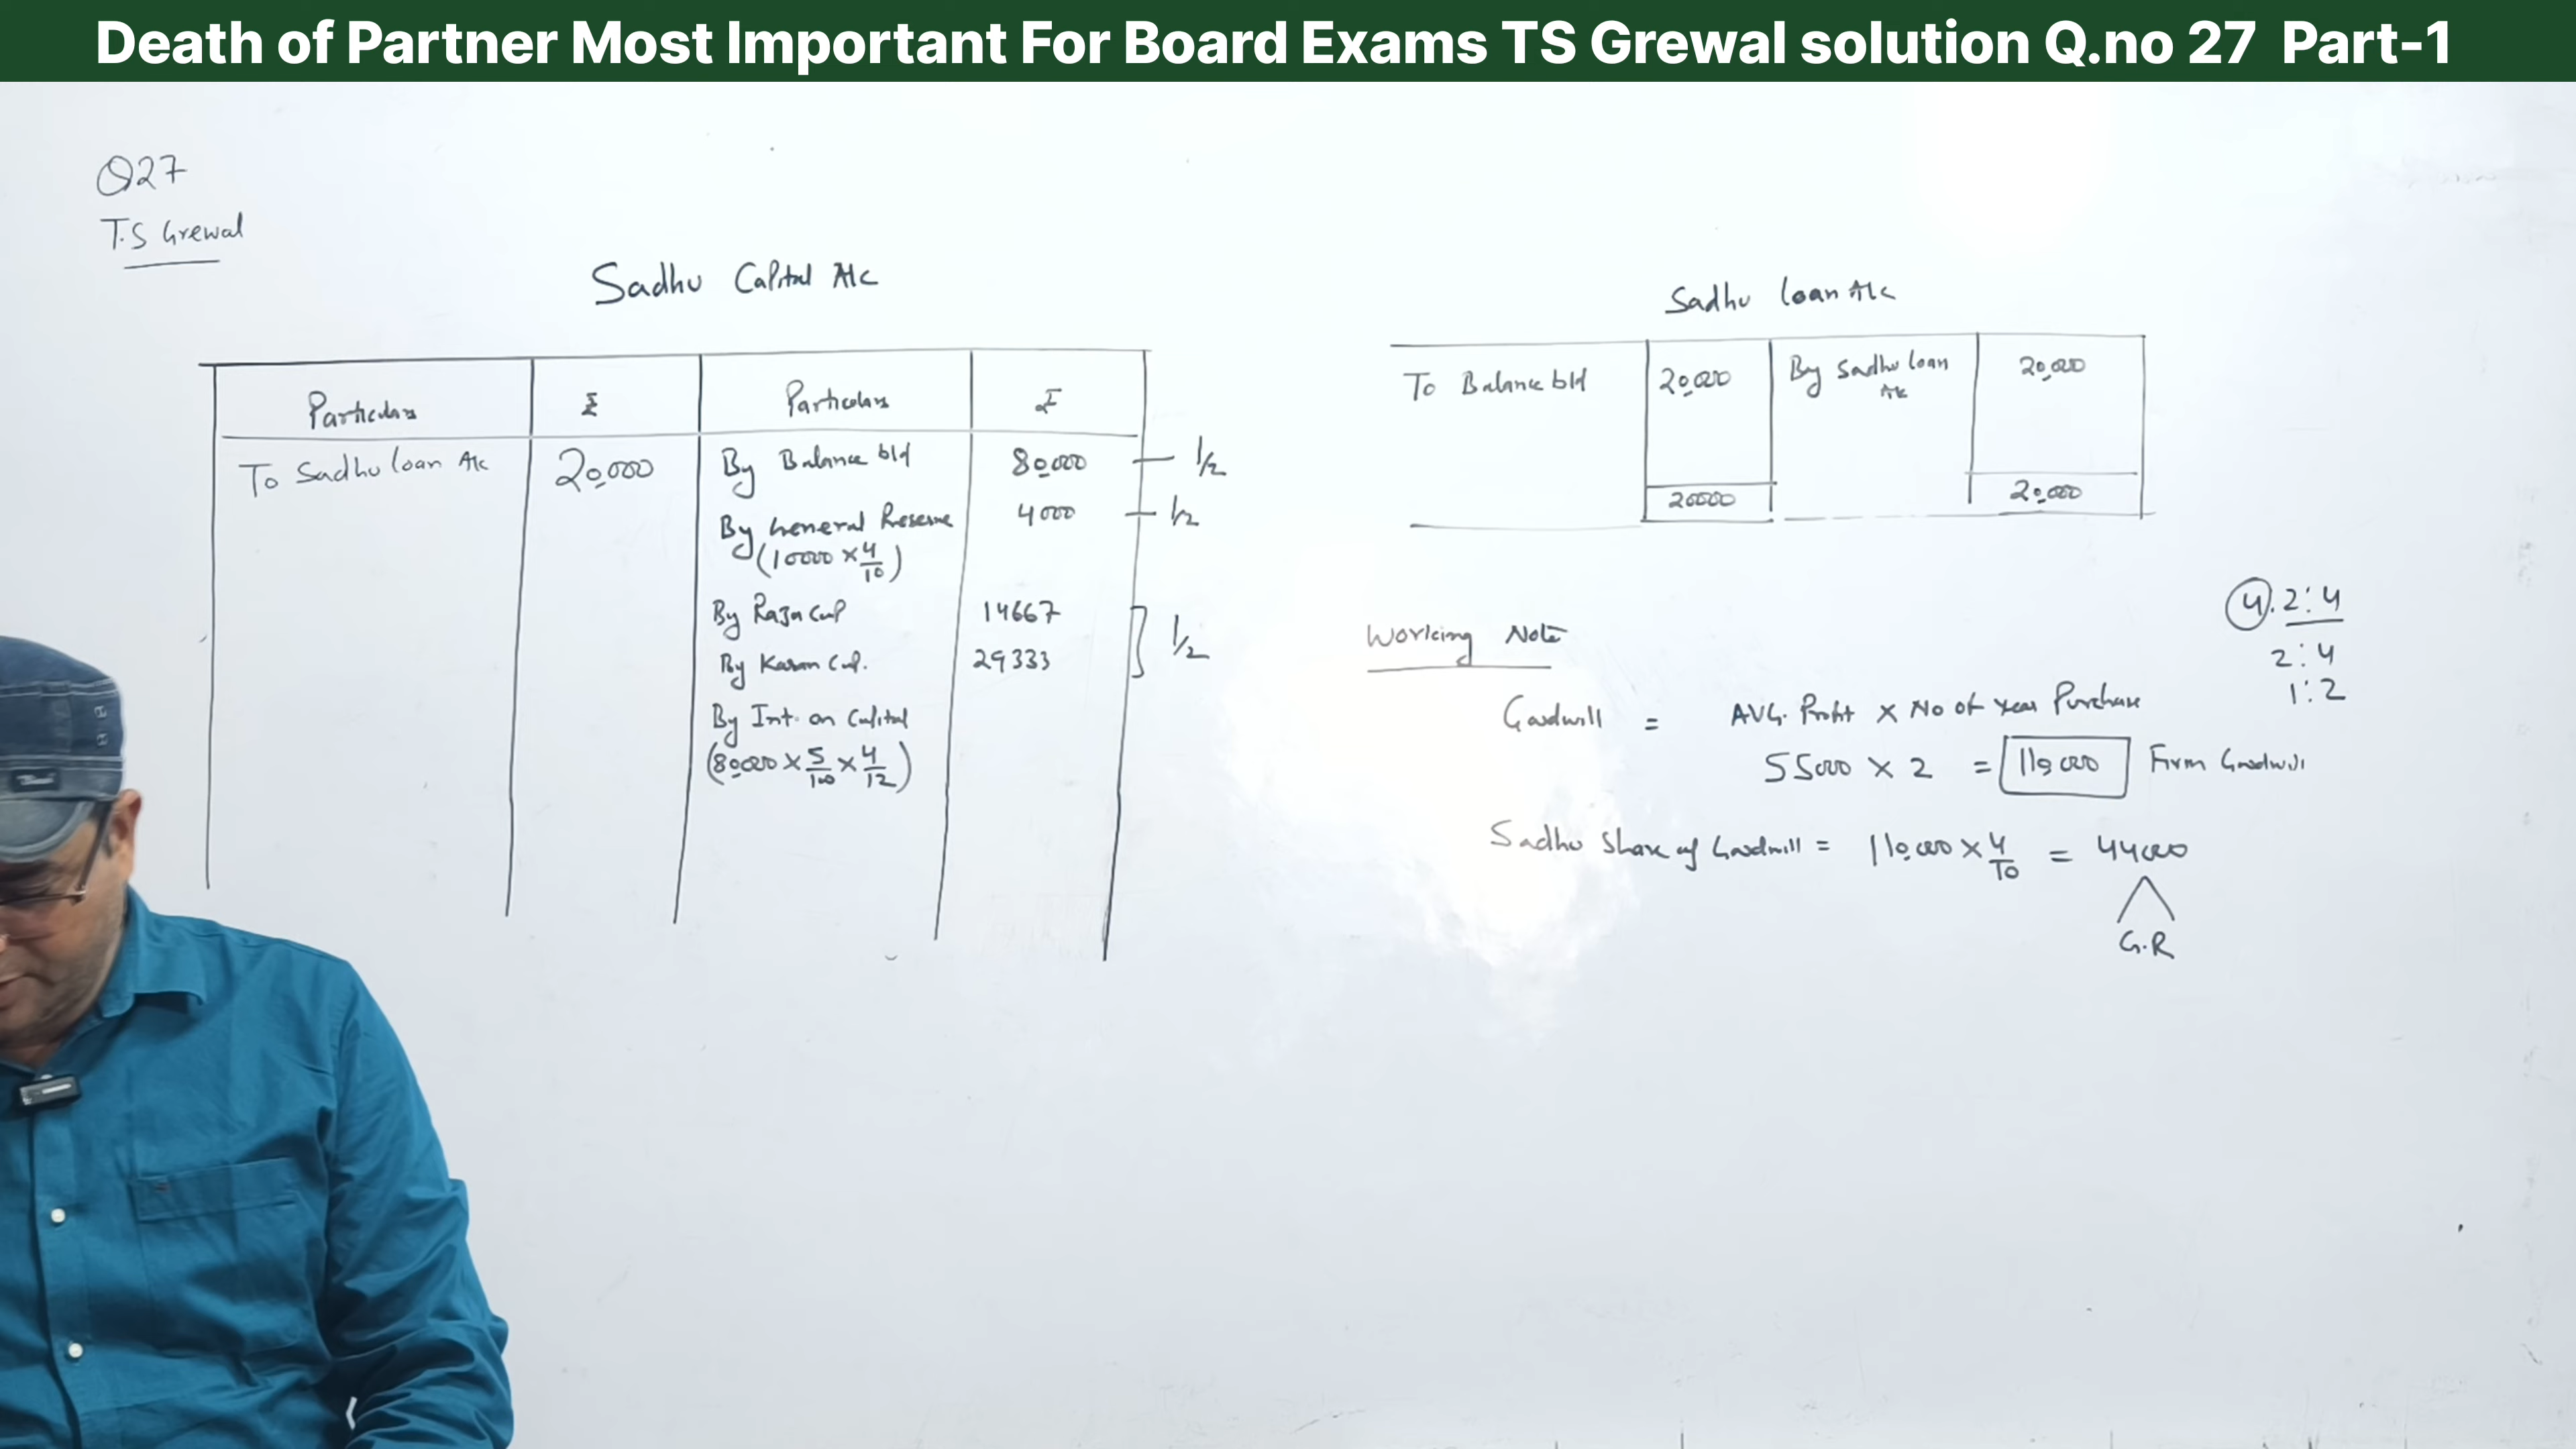 Death of Partner Most Important For Board Exams TS Grewal solution Q.no 27 Part-1
Q27
T.S Grewal
Sadhu Capital A/c
Particulars ₹ Particulars ₹
To Sadhu loan A/c 20,000 By Balance b/d 80,000 1/2
By General Reserve 4000 1/2
(10000 × 4/10)
By Raja Cap 14667
By Karan Cap. 29333 1/2
By Int. on Capital
(80,000 × 5/100 × 4/12)
Sadhu loan A/c
To Balance b/d 20,000 By Sadhu loan A/c 20,000
20000 20,000
4:2:4
2:4
1:2
Working Note
Goodwill = AVG. Profit × No of year Purchase
55000 × 2 = 110,000 Firm Goodwill
Sadhu Share of Goodwill = 110,000 × 4/10 = 44000
G.R